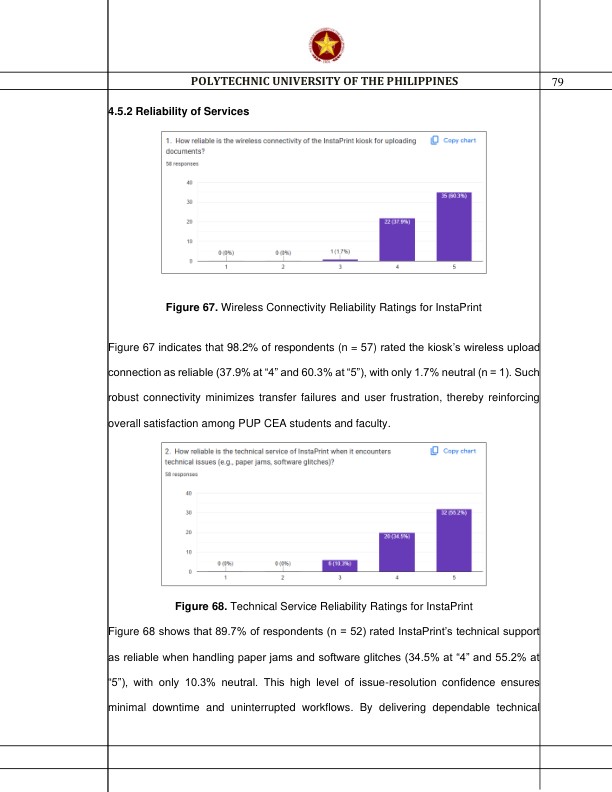 POLYTECHNIC UNIVERSITY OF THE PHILIPPINES
79
4.5.2 Reliability of Services
1. How reliable is the wireless connectivity of the InstaPrint kiosk for uploading
documents?
Copy chart
58 responses
40
30
20
10
0
0 (0%)
0 (0%)
1 (1.7%)
22 (37.9%)
35 (60.3%)
1
2
3
4
5
Figure 67. Wireless Connectivity Reliability Ratings for InstaPrint
Figure 67 indicates that 98.2% of respondents (n = 57) rated the kiosk’s wireless upload
connection as reliable (37.9% at “4” and 60.3% at “5”), with only 1.7% neutral (n = 1). Such
robust connectivity minimizes transfer failures and user frustration, thereby reinforcing
overall satisfaction among PUP CEA students and faculty.
2. How reliable is the technical service of InstaPrint when it encounters
technical issues (e.g., paper jams, software glitches)?
Copy chart
58 responses
40
30
20
10
0
0 (0%)
0 (0%)
6 (10.3%)
20 (34.5%)
32 (55.2%)
1
2
3
4
5
Figure 68. Technical Service Reliability Ratings for InstaPrint
Figure 68 shows that 89.7% of respondents (n = 52) rated InstaPrint’s technical support
as reliable when handling paper jams and software glitches (34.5% at “4” and 55.2% at
“5”), with only 10.3% neutral. This high level of issue-resolution confidence ensures
minimal downtime and uninterrupted workflows. By delivering dependable technical